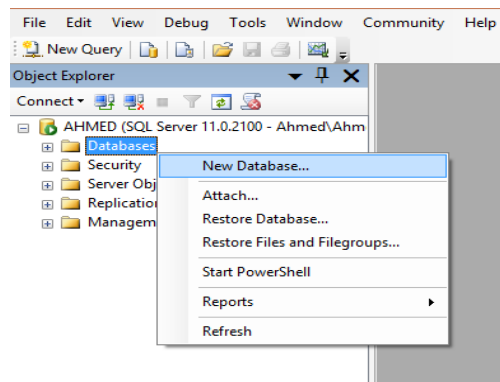 File Edit View Debug Tools Window Community Help
New Query
Object Explorer
Connect
AHMED (SQL Server 11.0.2100 - Ahmed\Ahm
Databases
Security
Server Obj
Replication
Managem
New Database...
Attach...
Restore Database...
Restore Files and Filegroups...
Start PowerShell
Reports
Refresh